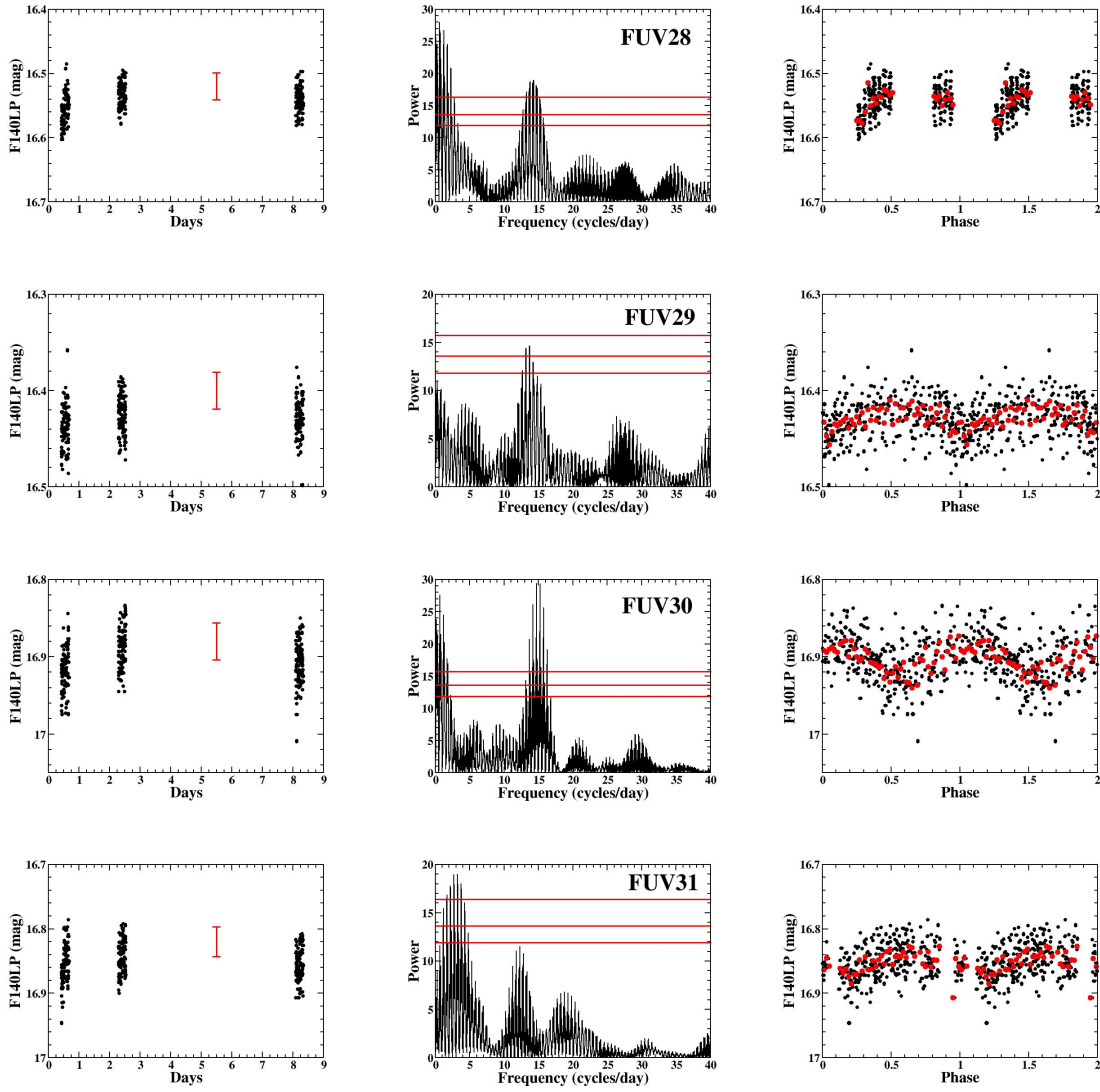 16.4
16.5
16.6
16.7
F140LP (mag)
0 1 2 3 4 5 6 7 8 9
Days
FUV28
30
25
20
15
10
5
0
Power
0 5 10 15 20 25 30 35 40
Frequency (cycles/day)
16.4
16.5
16.6
16.7
F140LP (mag)
0 0.5 1 1.5 2
Phase
16.3
16.4
16.5
F140LP (mag)
0 1 2 3 4 5 6 7 8 9
Days
FUV29
20
15
10
5
0
Power
0 5 10 15 20 25 30 35 40
Frequency (cycles/day)
16.3
16.4
16.5
F140LP (mag)
0 0.5 1 1.5 2
Phase
16.8
16.9
17
F140LP (mag)
0 1 2 3 4 5 6 7 8 9
Days
FUV30
30
25
20
15
10
5
0
Power
0 5 10 15 20 25 30 35 40
Frequency (cycles/day)
16.8
16.9
17
F140LP (mag)
0 0.5 1 1.5 2
Phase
16.7
16.8
16.9
17
F140LP (mag)
0 1 2 3 4 5 6 7 8 9
Days
FUV31
20
15
10
5
0
Power
0 5 10 15 20 25 30 35 40
Frequency (cycles/day)
16.7
16.8
16.9
17
F140LP (mag)
0 0.5 1 1.5 2
Phase